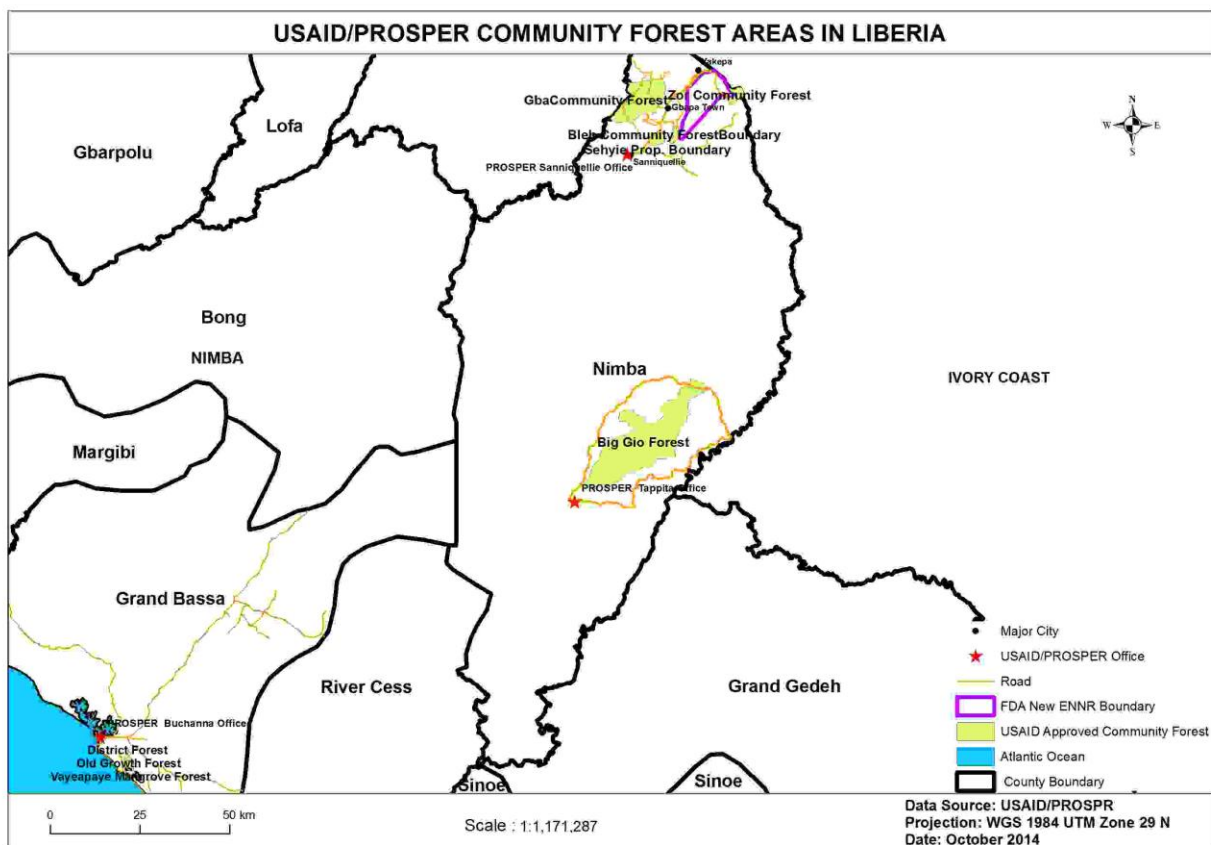 USAID/PROSPER COMMUNITY FOREST AREAS IN LIBERIA
Yakepa
GbaCommunity Forest
Zor Community Forest
Gbapa Town
Lofa
Gbarpolu
Bleh Community ForestBoundary
Sehyie Prop. Boundary
Sanniquellie
PROSPER Sanniquellie Office
N
W E
S
Bong
NIMBA
Nimba
IVORY COAST
Margibi
Big Gio Forest
PROSPER Tappita Office
Grand Bassa
River Cess
Grand Gedeh
PROSPER Buchanna Office
District Forest
Old Growth Forest
Vayeapaye Mangrove Forest
Sinoe
Sinoe
Major City
USAID/PROSPER Office
Road
FDA New ENNR Boundary
USAID Approved Community Forest
Atlantic Ocean
County Boundary
0 25 50 km
Scale : 1:1,171,287
Data Source: USAID/PROSPR
Projection: WGS 1984 UTM Zone 29 N
Date: October 2014